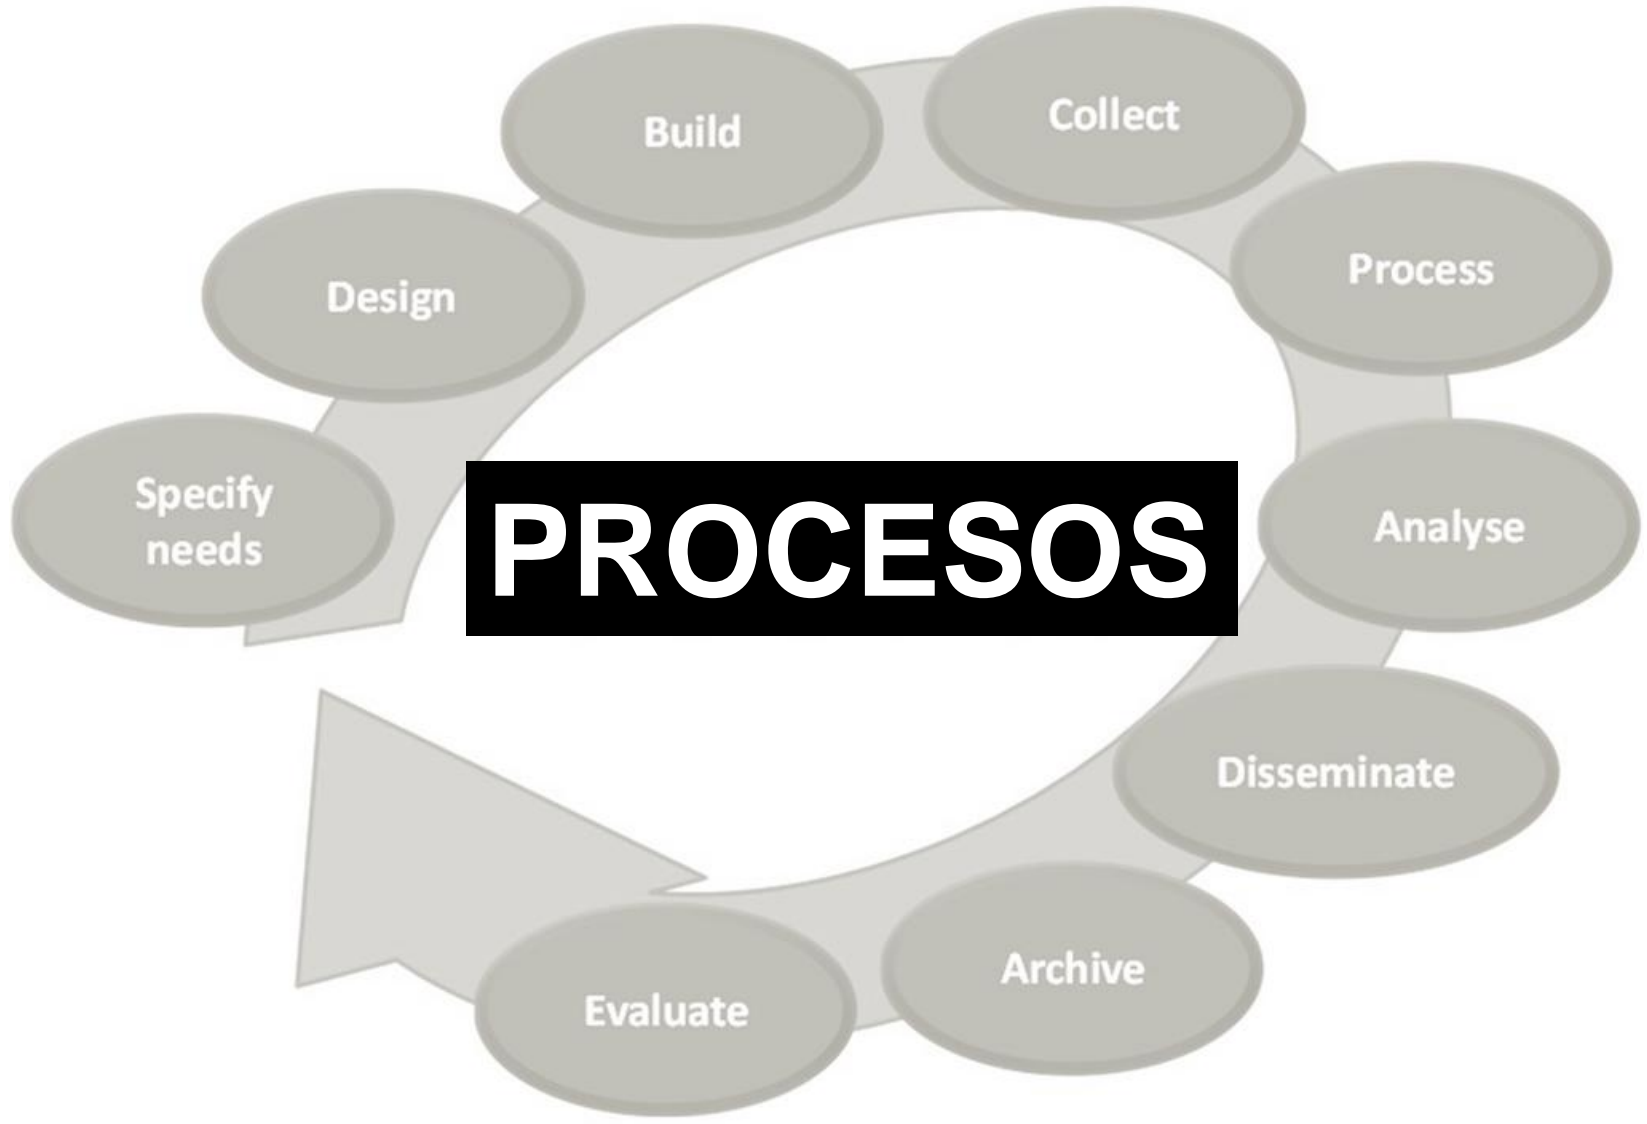 Build
Collect
Design
Process
Specify
needs
PROCESOS
Analyse
Disseminate
Archive
Evaluate